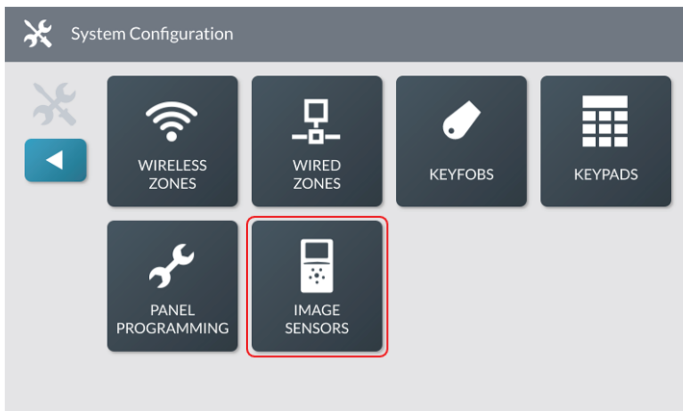 System Configuration
WIRELESS
ZONES
WIRED
ZONES
KEYFOBS
KEYPADS
PANEL
PROGRAMMING
IMAGE
SENSORS